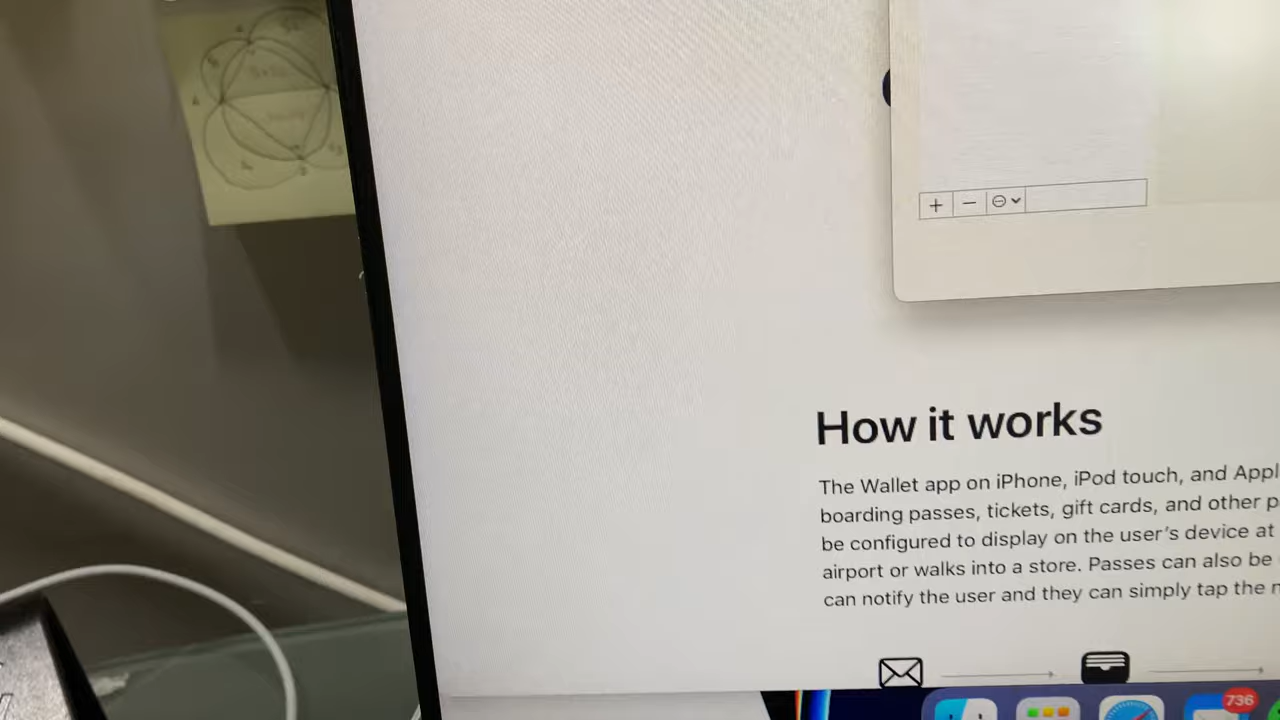 How it works
The Wallet app on iPhone, iPod touch, and
boarding passes, tickets, gift cards, and other
be configured to display on the user's device at
airport or walks into a store. Passes can also be
can notify the user and they can simply tap the
736